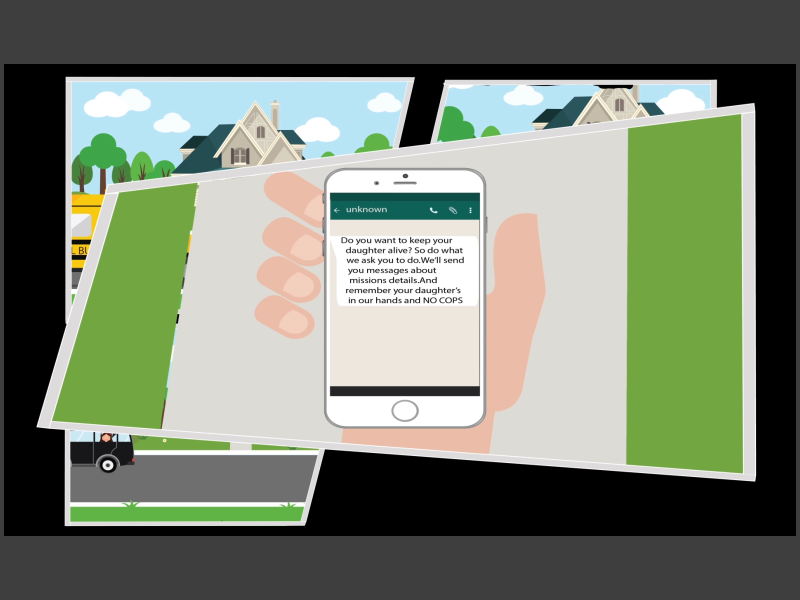 unknown
Do you want to keep your
daughter alive? So do what
we ask you to do.We'll send
you messages about
missions details.And
remember your daughter's
in our hands and NO COPS
L BU